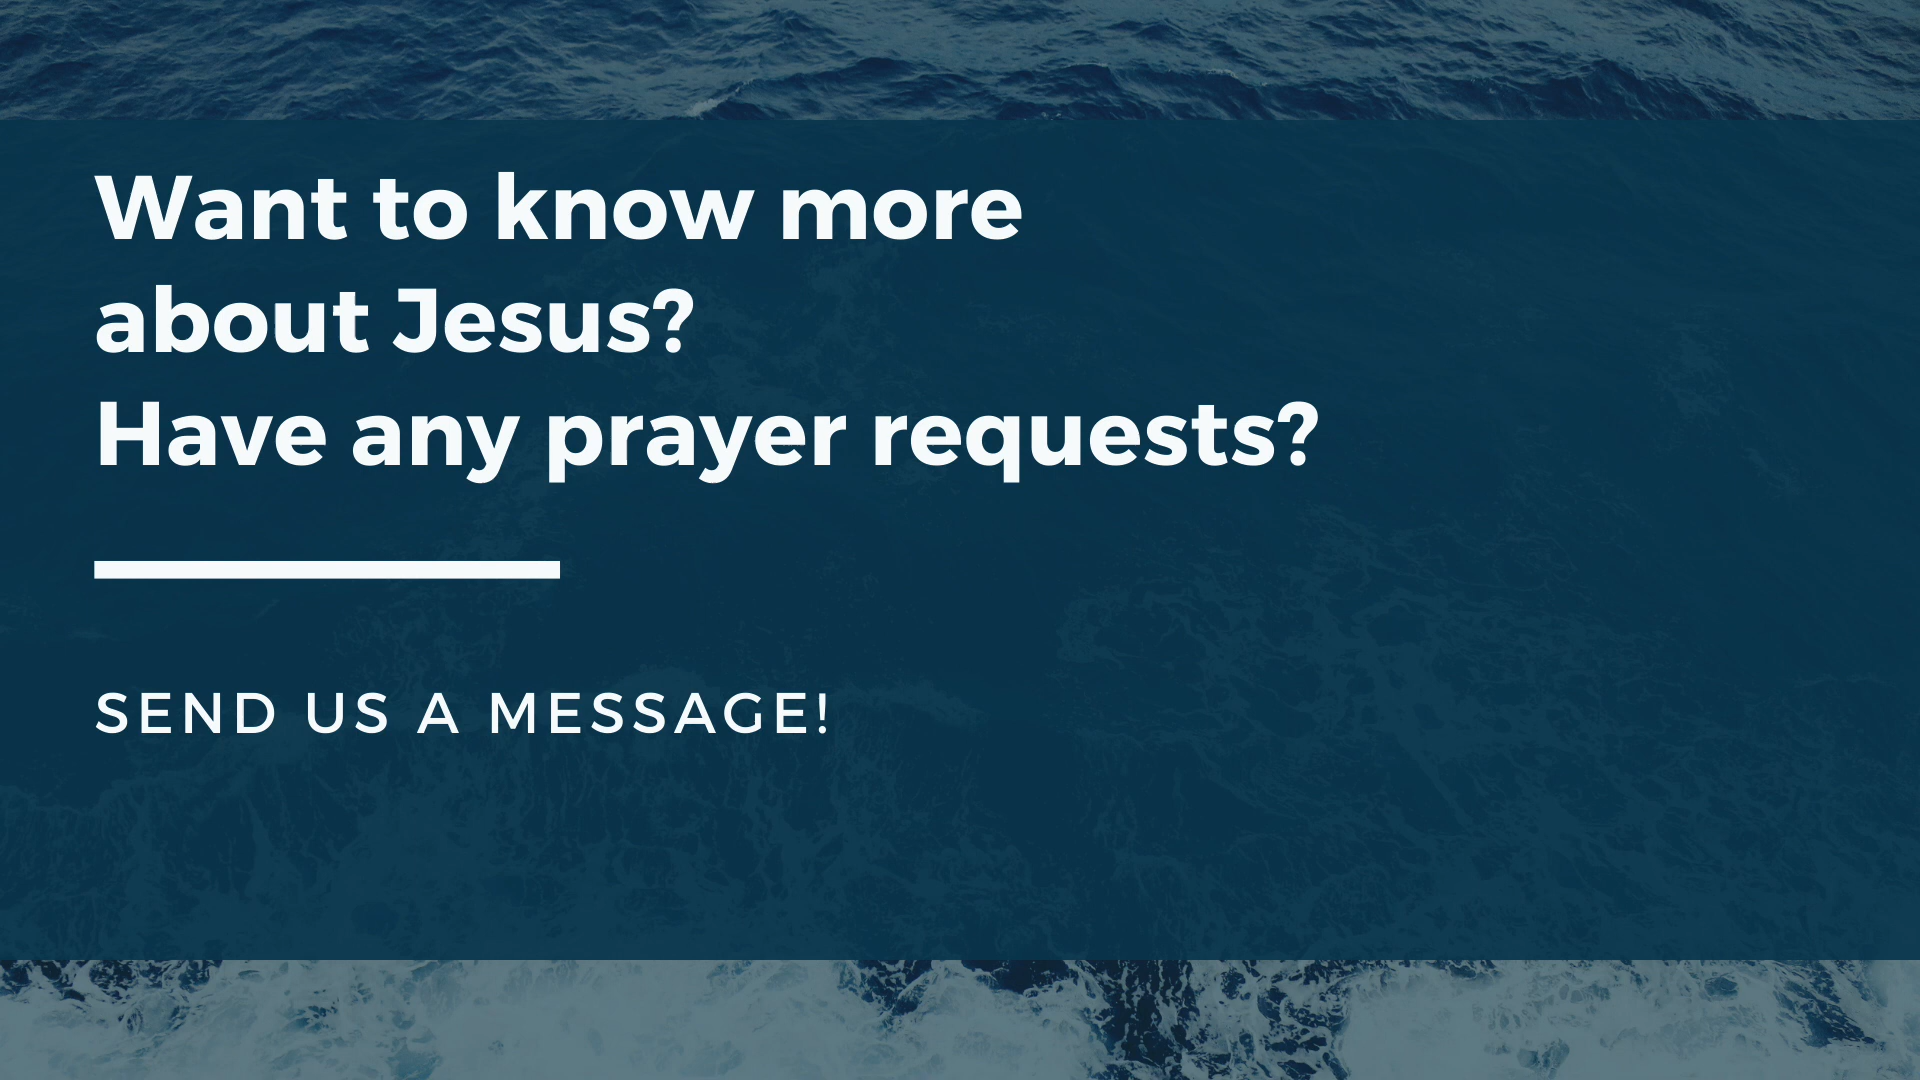 Want to know more
about Jesus?
Have any prayer requests?
SEND US A MESSAGE!